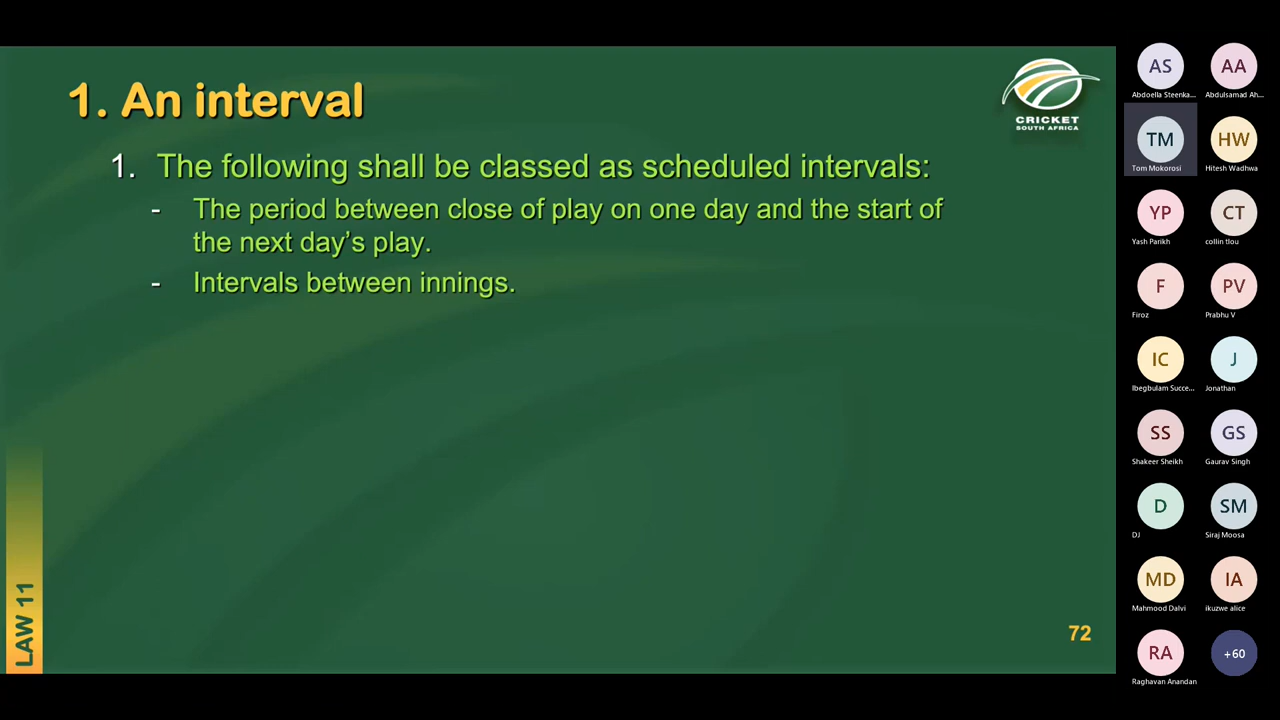 1. An interval
CRICKET
SOUTH AFRICA
1. The following shall be classed as scheduled intervals:
- The period between close of play on one day and the start of
the next day’s play.
- Intervals between innings.
LAW 11
72
AS
Abdoella Steenka...
AA
Abdulsamad Ah...
TM
Tom Mokorosi
HW
Hitesh Wadhwa
YP
Yash Parikh
CT
collin tlou
F
Firoz
PV
Prabhu V
IC
Ibegbulam Succe...
J
Jonathan
SS
Shakeer Sheikh
GS
Gaurav Singh
D
DJ
SM
Siraj Moosa
MD
Mahmood Dalvi
IA
ikuzwe alice
RA
Raghavan Anandan
+60